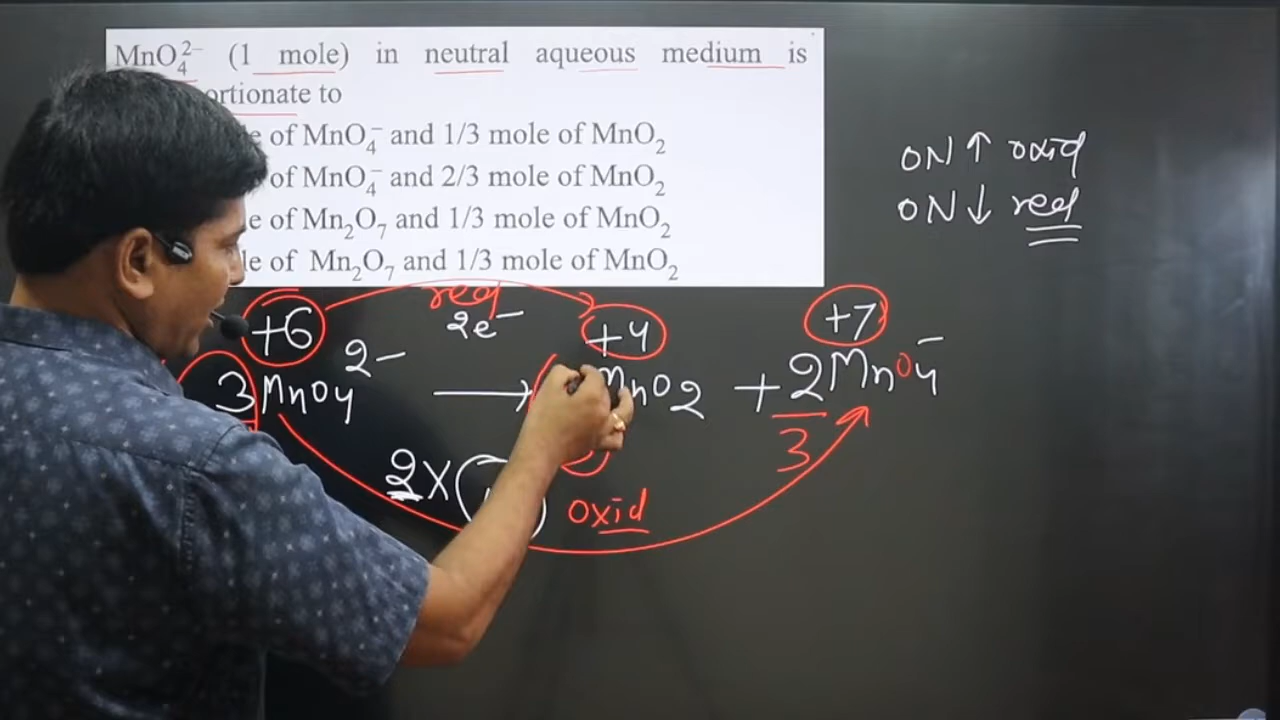 MnO₄²⁻ (1 mole) in neutral aqueous medium is
ortionate to
e of MnO₄⁻ and 1/3 mole of MnO₂
of MnO₄⁻ and 2/3 mole of MnO₂
e of Mn₂O₇ and 1/3 mole of MnO₂
le of Mn₂O₇ and 1/3 mole of MnO₂
ON↑ oxid
ON↓ red
red
+6 2e⁻ +4 +7
3MnO₄²⁻ → MnO₂ + 2MnO₄⁻
3
2×
oxid